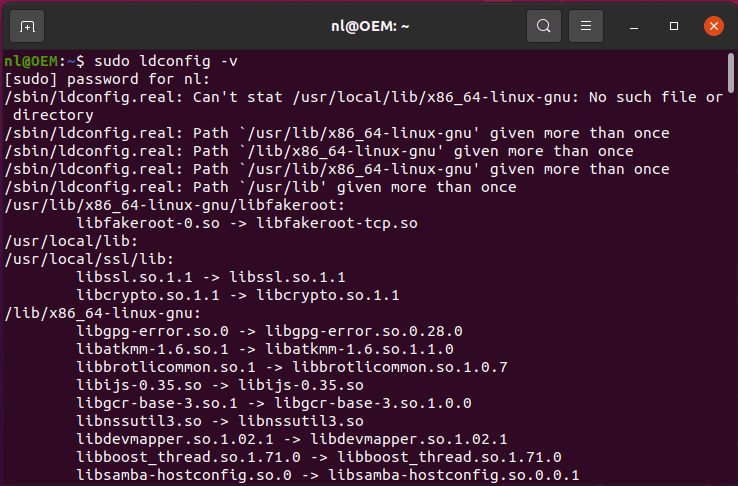 nl@OEM: ~
nl@OEM:~$ sudo ldconfig -v
[sudo] password for nl:
/sbin/ldconfig.real: Can't stat /usr/local/lib/x86_64-linux-gnu: No such file or
 directory
/sbin/ldconfig.real: Path `/usr/lib/x86_64-linux-gnu' given more than once
/sbin/ldconfig.real: Path `/lib/x86_64-linux-gnu' given more than once
/sbin/ldconfig.real: Path `/usr/lib/x86_64-linux-gnu' given more than once
/sbin/ldconfig.real: Path `/usr/lib' given more than once
/usr/lib/x86_64-linux-gnu/libfakeroot:
        libfakeroot-0.so -> libfakeroot-tcp.so
/usr/local/lib:
/usr/local/ssl/lib:
        libssl.so.1.1 -> libssl.so.1.1
        libcrypto.so.1.1 -> libcrypto.so.1.1
/lib/x86_64-linux-gnu:
        libgpg-error.so.0 -> libgpg-error.so.0.28.0
        libatkmm-1.6.so.1 -> libatkmm-1.6.so.1.1.0
        libbrotlicommon.so.1 -> libbrotlicommon.so.1.0.7
        libijs-0.35.so -> libijs-0.35.so
        libgcr-base-3.so.1 -> libgcr-base-3.so.1.0.0
        libnssutil3.so -> libnssutil3.so
        libdevmapper.so.1.02.1 -> libdevmapper.so.1.02.1
        libboost_thread.so.1.71.0 -> libboost_thread.so.1.71.0
        libsamba-hostconfig.so.0 -> libsamba-hostconfig.so.0.0.1